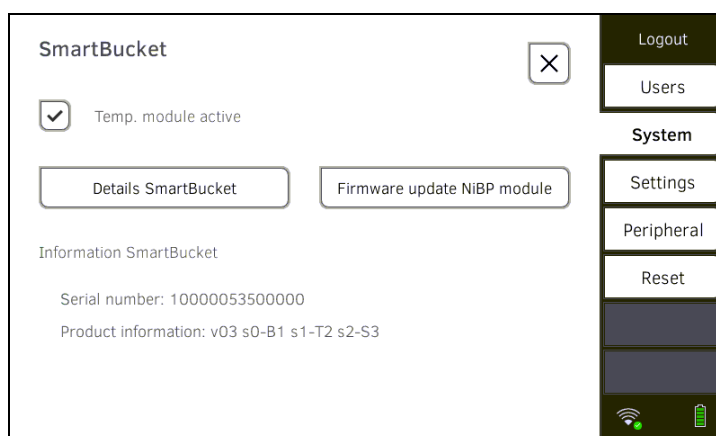 SmartBucket
Temp. module active
Details SmartBucket
Firmware update NiBP module
Information SmartBucket
Serial number: 10000053500000
Product information: v03 s0-B1 s1-T2 s2-S3
Logout
Users
System
Settings
Peripheral
Reset